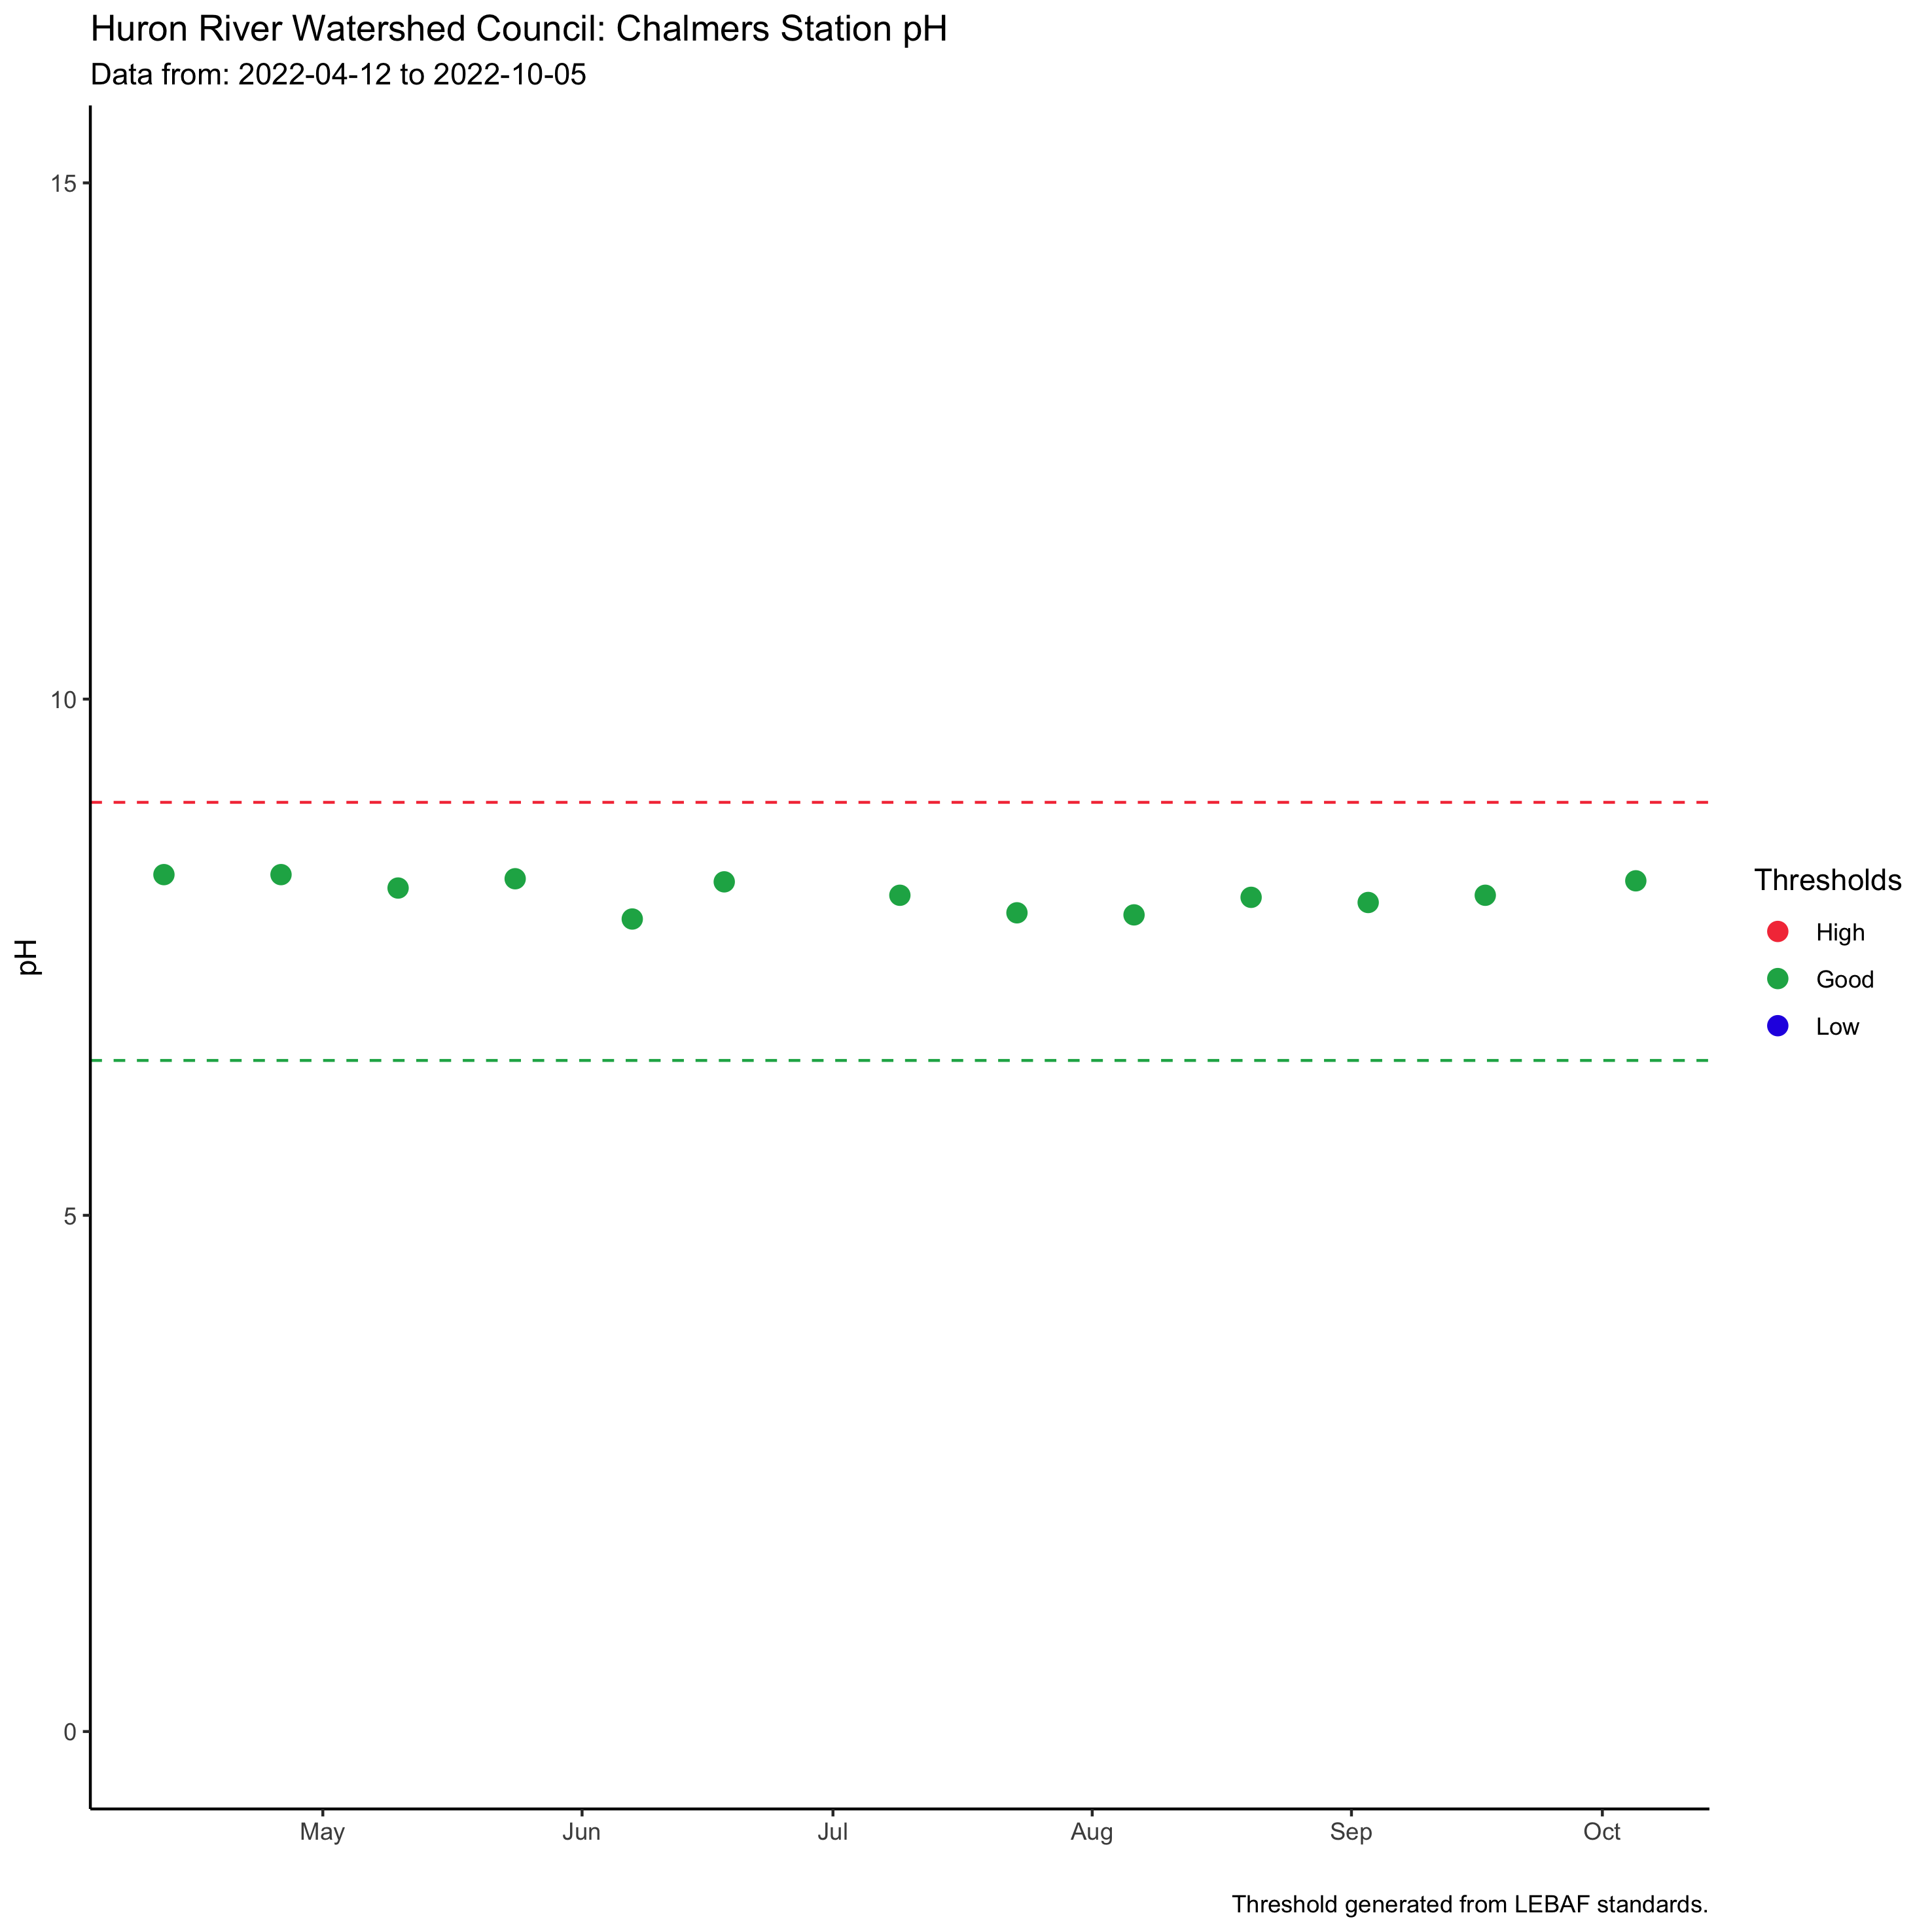 Huron River Watershed Council: Chalmers Station pH
Data from: 2022-04-12 to 2022-10-05
15
10
5
0
pH
May Jun Jul Aug Sep Oct
Thresholds
High
Good
Low
Threshold generated from LEBAF standards.